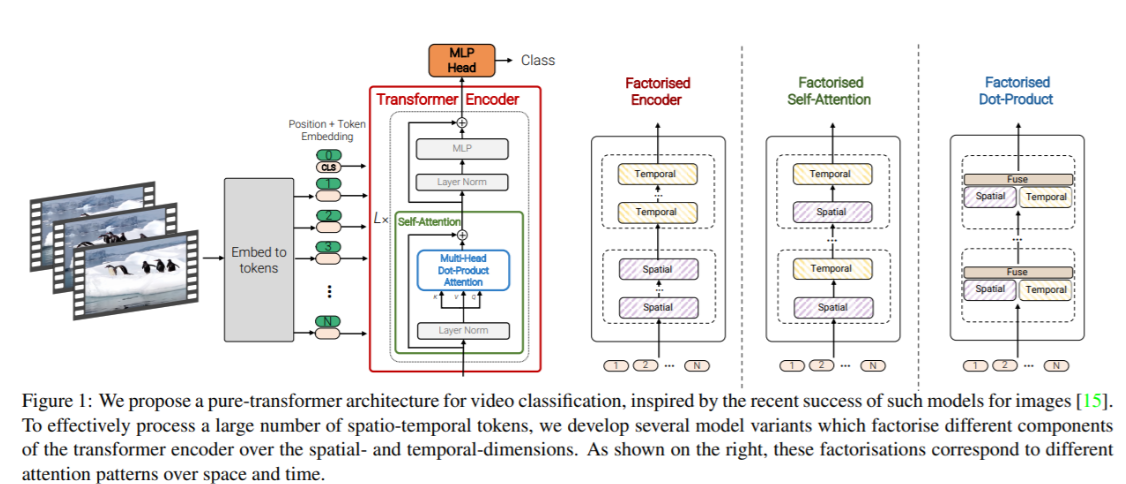 MLP
Head
Class
Transformer Encoder
Position + Token
Embedding
0
CLS
1
2
3
N
Embed to
tokens
L×
MLP
Layer Norm
Self-Attention
Multi-Head
Dot-Product
Attention
K V Q
Layer Norm
Factorised
Encoder
Temporal
...
Temporal
Spatial
...
Spatial
1 2 ... N
Factorised
Self-Attention
Temporal
Spatial
...
Temporal
Spatial
1 2 ... N
Factorised
Dot-Product
Fuse
Spatial Temporal
...
Fuse
Spatial Temporal
1 2 ... N
Figure 1: We propose a pure-transformer architecture for video classification, inspired by the recent success of such models for images [15].
To effectively process a large number of spatio-temporal tokens, we develop several model variants which factorise different components
of the transformer encoder over the spatial- and temporal-dimensions. As shown on the right, these factorisations correspond to different
attention patterns over space and time.